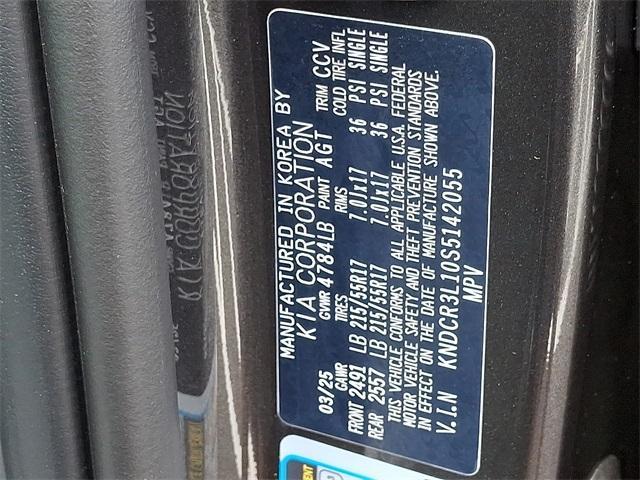 MANUFACTURED IN KOREA BY
KIA CORPORATION
03/25 GVWR 4784LB PAINT AGT TRIM CCV
GAWR TIRES RIMS COLD TIRE INFL
FRONT 2491 LB 215/55R17 7.0Jx17 36 PSI SINGLE
REAR 2557 LB 215/55R17 7.0Jx17 36 PSI SINGLE
THIS VEHICLE CONFORMS TO ALL APPLICABLE U.S.A. FEDERAL
MOTOR VEHICLE SAFETY AND THEFT PREVENTION STANDARDS
IN EFFECT ON THE DATE OF MANUFACTURE SHOWN ABOVE.
V.I.N KNDCR3L10S5142055
MPV